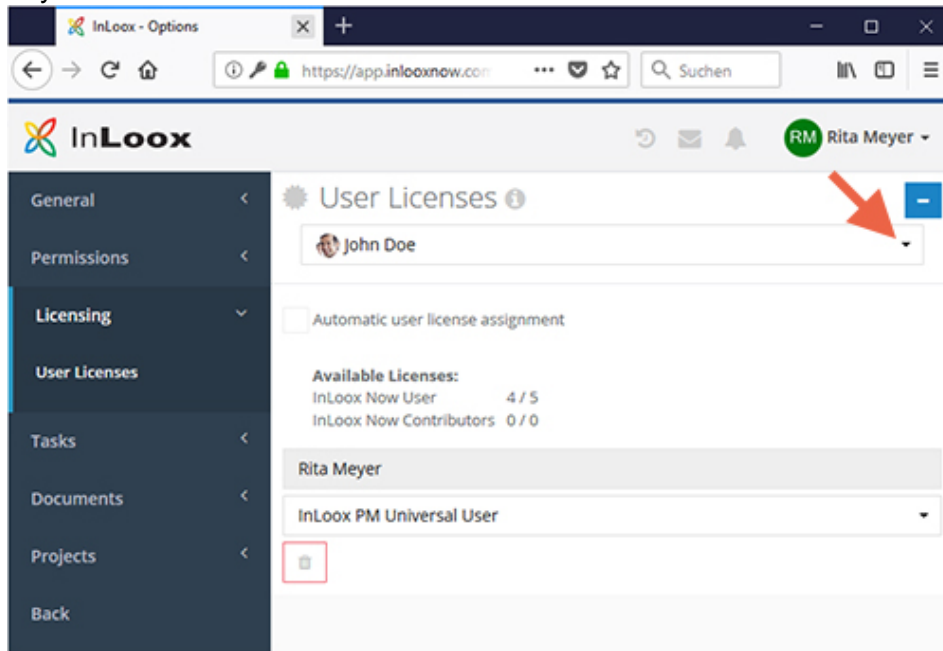 InLoox - Options
https://app.inlooxnow.com
Suchen
InLoox
RM Rita Meyer
General
Permissions
Licensing
User Licenses
Tasks
Documents
Projects
Back
User Licenses
John Doe
Automatic user license assignment
Available Licenses:
InLoox Now User 4 / 5
InLoox Now Contributors 0 / 0
Rita Meyer
InLoox PM Universal User